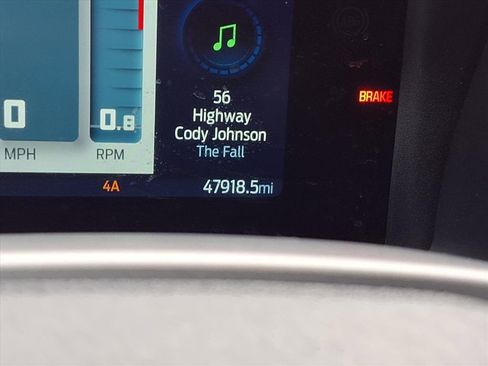 56
Highway
Cody Johnson
The Fall
BRAKE
0
0.8
MPH
RPM
4A
47918.5mi